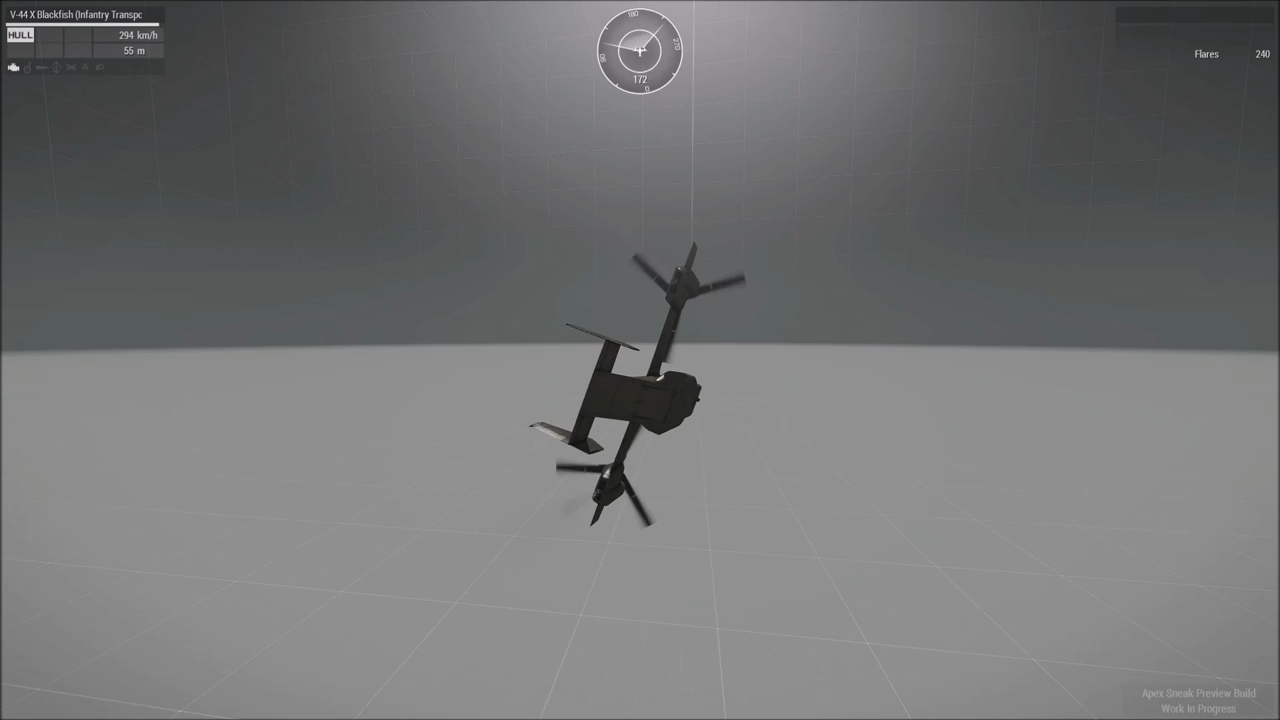 V-44 X Blackfish (Infantry Transpc
HULL
294 km/h
55 m
180
270
90
172
0
Flares 240
Apex Sneak Preview Build
Work In Progress